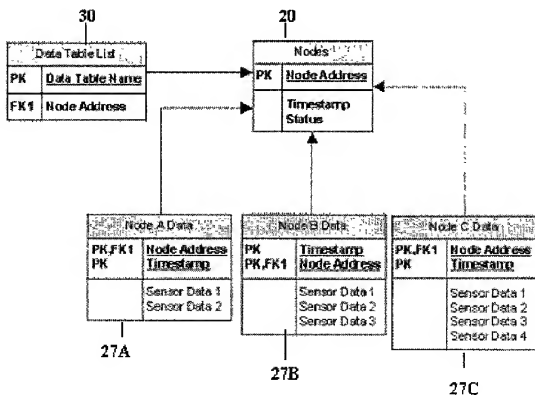 30
20
Data Table List
PK Data Table Name
FK1 Node Address
Nodes
PK Node Address
Timestamp
Status
Node A Data
PK,FK1 Node Address
PK Timestamp
Sensor Data 1
Sensor Data 2
Node B Data
PK Timestamp
PK,FK1 Node Address
Sensor Data 1
Sensor Data 2
Sensor Data 3
Node C Data
PK,FK1 Node Address
PK Timestamp
Sensor Data 1
Sensor Data 2
Sensor Data 3
Sensor Data 4
27A
27B
27C